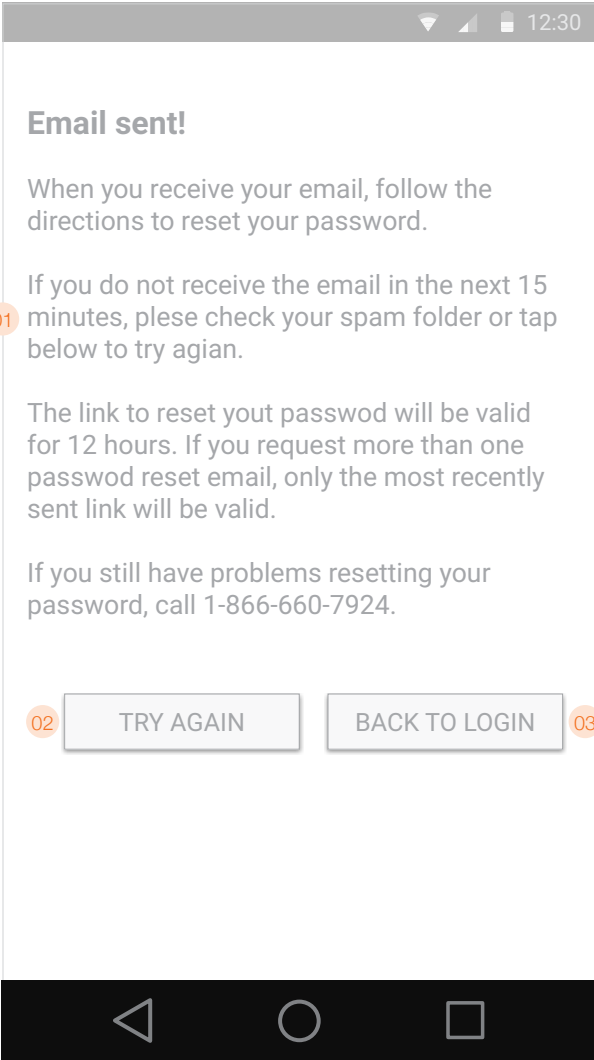 12:30
Email sent!
When you receive your email, follow the
directions to reset your password.
If you do not receive the email in the next 15
01
minutes, plese check your spam folder or tap
below to try agian.
The link to reset yout passwod will be valid
for 12 hours. If you request more than one
passwod reset email, only the most recently
sent link will be valid.
If you still have problems resetting your
password, call 1-866-660-7924.
02 TRY AGAIN BACK TO LOGIN 03